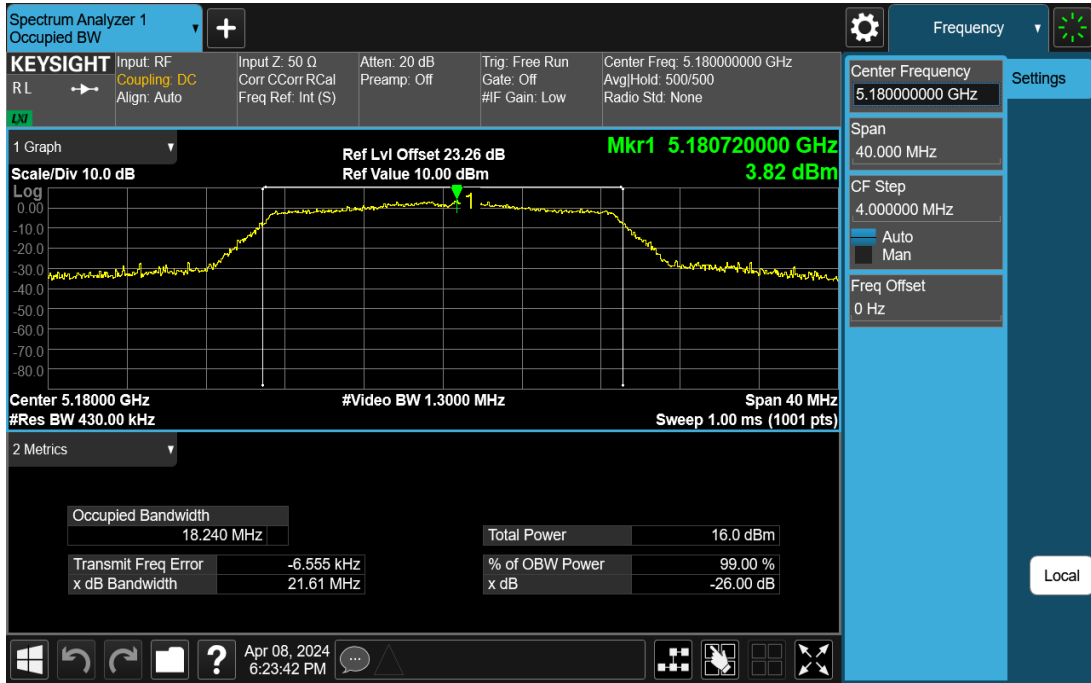 Spectrum Analyzer 1
Occupied BW
+
Frequency
KEYSIGHT
R L
LXI
Input: RF
Coupling: DC
Align: Auto
Input Z: 50 Ω
Corr CCorr RCal
Freq Ref: Int (S)
Atten: 20 dB
Preamp: Off
Trig: Free Run
Gate: Off
#IF Gain: Low
Center Freq: 5.180000000 GHz
Avg|Hold: 500/500
Radio Std: None
Center Frequency
5.180000000 GHz
Settings
Span
40.000 MHz
CF Step
4.000000 MHz
Auto
Man
Freq Offset
0 Hz
Local
1 Graph
Scale/Div 10.0 dB
Ref Lvl Offset 23.26 dB
Ref Value 10.00 dBm
Mkr1 5.180720000 GHz
3.82 dBm
Log
0.00
-10.0
-20.0
-30.0
-40.0
-50.0
-60.0
-70.0
-80.0
1
Center 5.18000 GHz
#Video BW 1.3000 MHz
Span 40 MHz
#Res BW 430.00 kHz
Sweep 1.00 ms (1001 pts)
2 Metrics
Occupied Bandwidth
18.240 MHz
Total Power 16.0 dBm
Transmit Freq Error -6.555 kHz
% of OBW Power 99.00 %
x dB Bandwidth 21.61 MHz
x dB -26.00 dB
?
Apr 08, 2024
6:23:42 PM